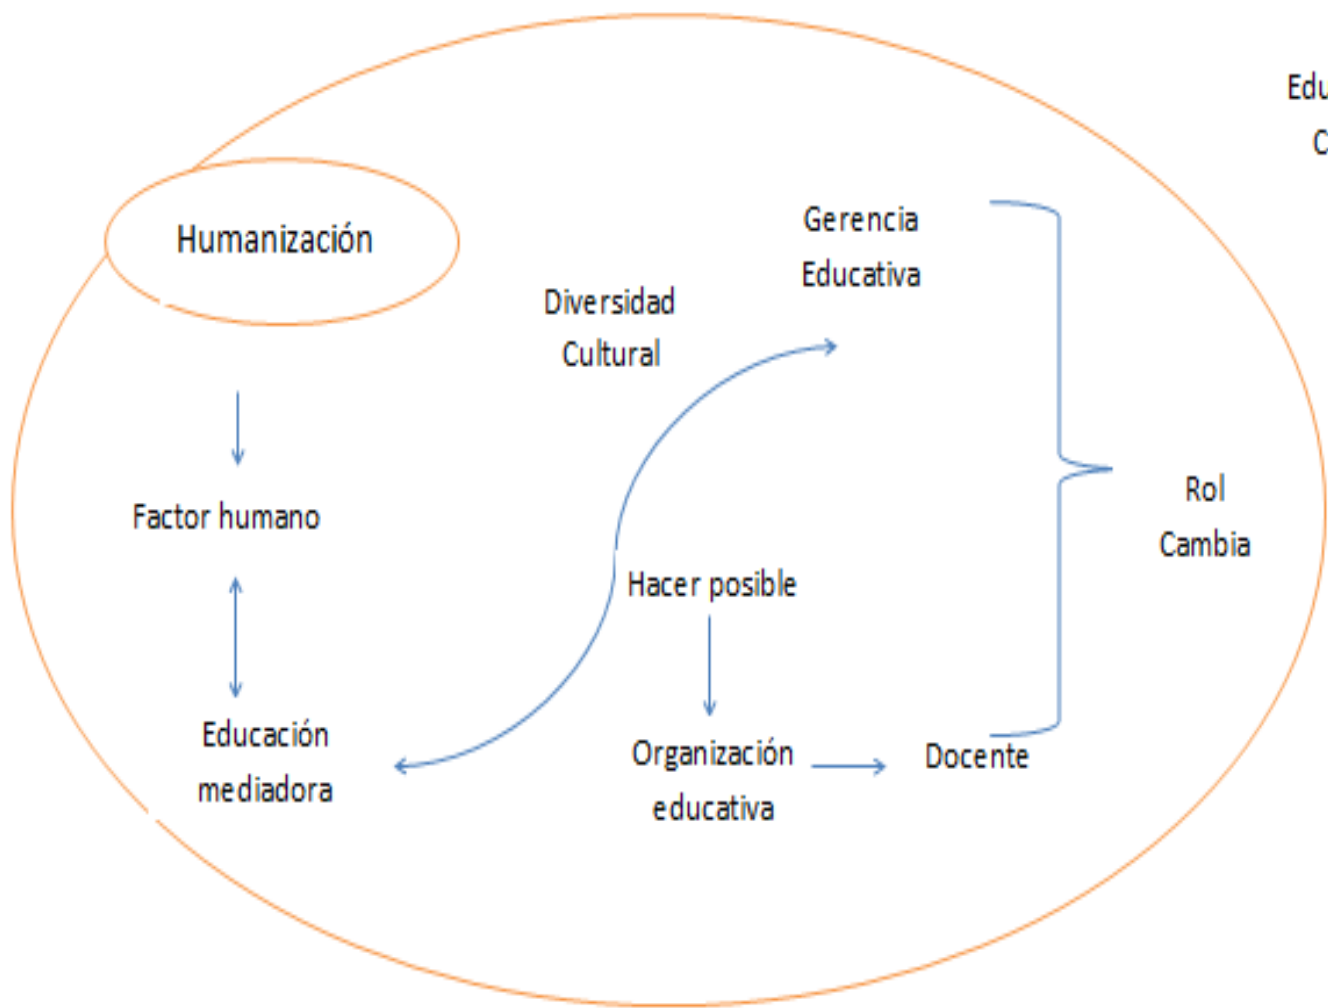 Humanización
Factor humano
Educación
mediadora
Diversidad
Cultural
Gerencia
Educativa
Hacer posible
Organización
educativa
Docente
Rol
Cambia